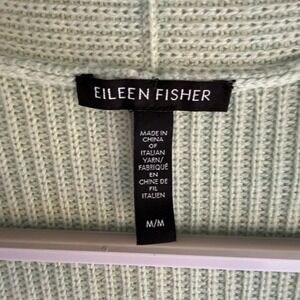 EILEEN FISHER
MADE IN
CHINA
OF
ITALIAN
YARN/
FABRIQUÉ
EN
CHINE DE
FIL
ITALIEN
M/M